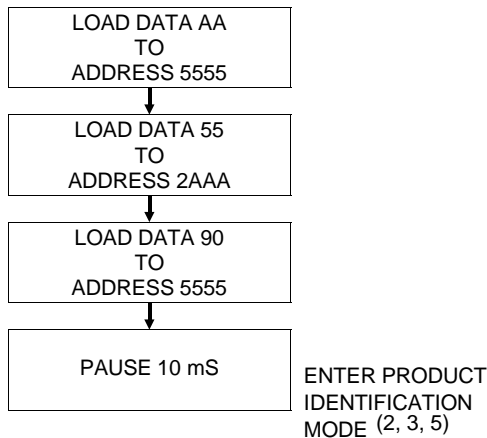 LOAD DATA AA
TO
ADDRESS 5555
LOAD DATA 55
TO
ADDRESS 2AAA
LOAD DATA 90
TO
ADDRESS 5555
PAUSE 10 mS
ENTER PRODUCT
IDENTIFICATION
MODE (2, 3, 5)